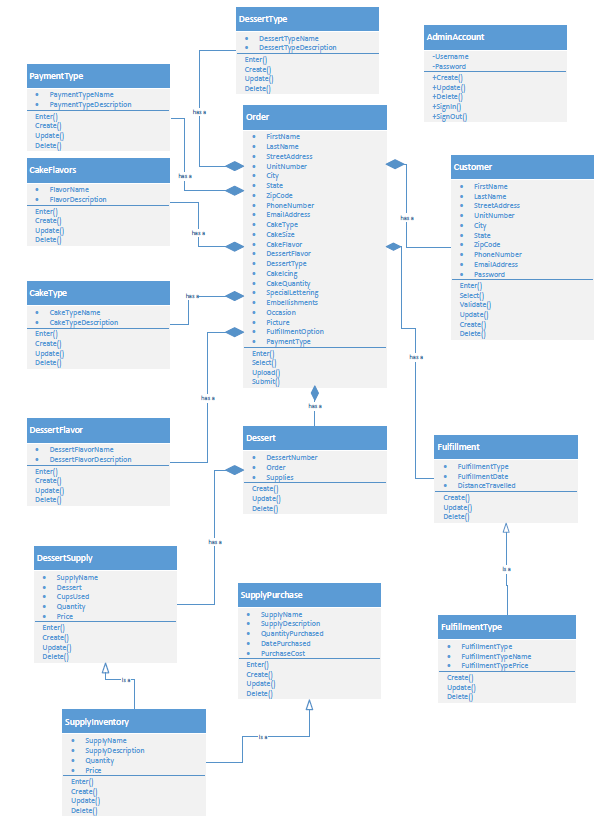 DessertType
DessertTypeName
DessertTypeDescription
Enter()
Create()
Update()
Delete()
AdminAccount
-Username
-Password
+Create()
+Update()
+Delete()
+SignIn()
+SignOut()
PaymentType
PaymentTypeName
PaymentTypeDescription
Enter()
Create()
Update()
Delete()
has a
has a
Order
FirstName
LastName
StreetAddress
UnitNumber
City
State
ZipCode
PhoneNumber
EmailAddress
CakeType
CakeSize
CakeFlavor
DessertFlavor
DessertType
CakeIcing
CakeQuantity
SpecialLettering
Embellishments
Occasion
Picture
FulfillmentOption
PaymentType
Enter()
Select()
Upload()
Submit()
CakeFlavors
FlavorName
FlavorDescription
Enter()
Create()
Update()
Delete()
has a
Customer
FirstName
LastName
StreetAddress
UnitNumber
City
State
ZipCode
PhoneNumber
EmailAddress
Password
Enter()
Select()
Validate()
Update()
Create()
Delete()
has a
CakeType
CakeTypeName
CakeTypeDescription
Enter()
Create()
Update()
Delete()
has a
has a
has a
has a
DessertFlavor
DessertFlavorName
DessertFlavorDescription
Enter()
Create()
Update()
Delete()
Dessert
DessertNumber
Order
Supplies
Create()
Update()
Delete()
Fulfillment
FulfillmentType
FulfillmentDate
DistanceTravelled
Create()
Update()
Delete()
has a
DessertSupply
SupplyName
Dessert
CupsUsed
Quantity
Price
Enter()
Create()
Update()
Delete()
is a
SupplyPurchase
SupplyName
SupplyDescription
QuantityPurchased
DatePurchased
PurchaseCost
Enter()
Create()
Update()
Delete()
FulfillmentType
FulfillmentType
FulfillmentTypeName
FulfillmentTypePrice
Create()
Update()
Delete()
is a
SupplyInventory
SupplyName
SupplyDescription
Quantity
Price
Enter()
Create()
Update()
Delete()
is a